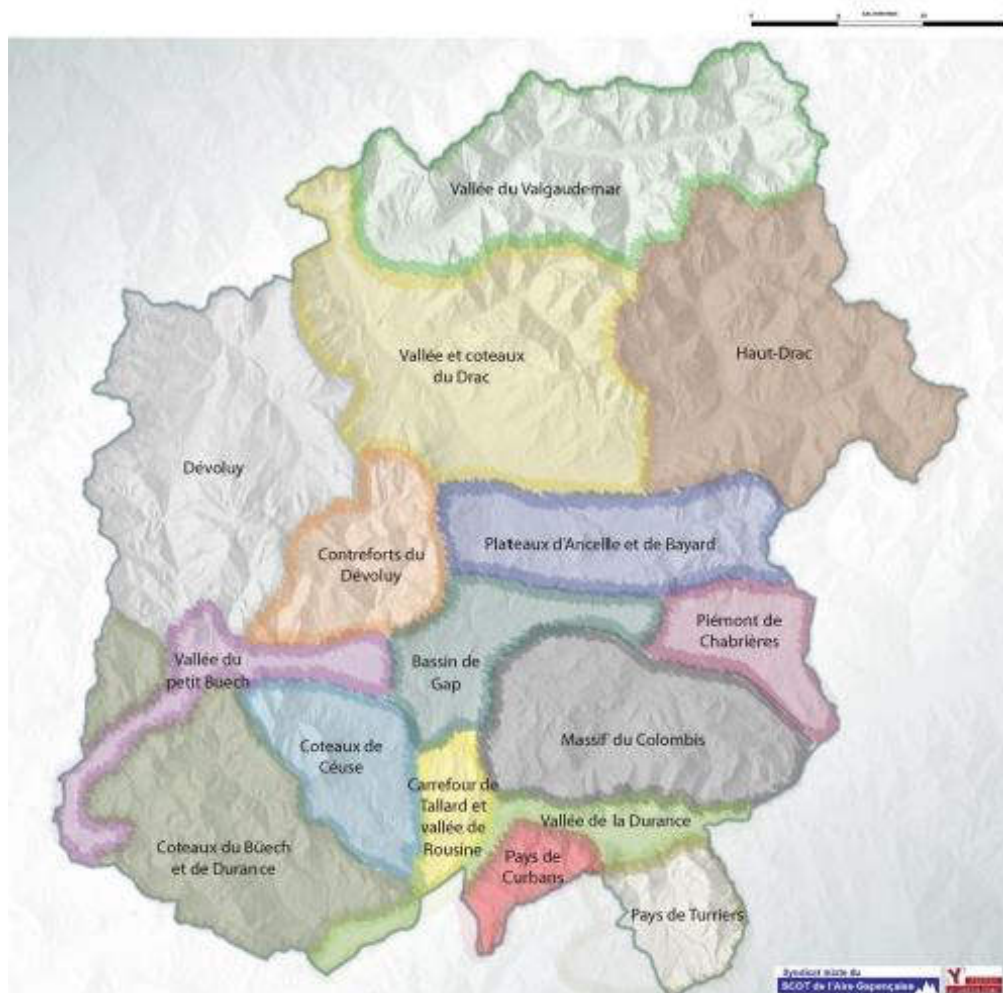 Vallée du Valgaudemar
Vallée et coteaux
du Drac
Haut-Drac
Dévoluy
Contreforts du
Dévoluy
Plateaux d'Ancelle et de Bayard
Piémont de
Chabrières
Vallée du
petit Buëch
Bassin de
Gap
Coteaux de
Céuse
Massif du Colombis
Carrefour de
Tallard et
vallée de
Rousine
Vallée de la Durance
Coteaux du Büech
et de Durance
Pays de
Curbans
Pays de Turriers
Syndicat mixte du
SCOT de l'Aire Gapençaise